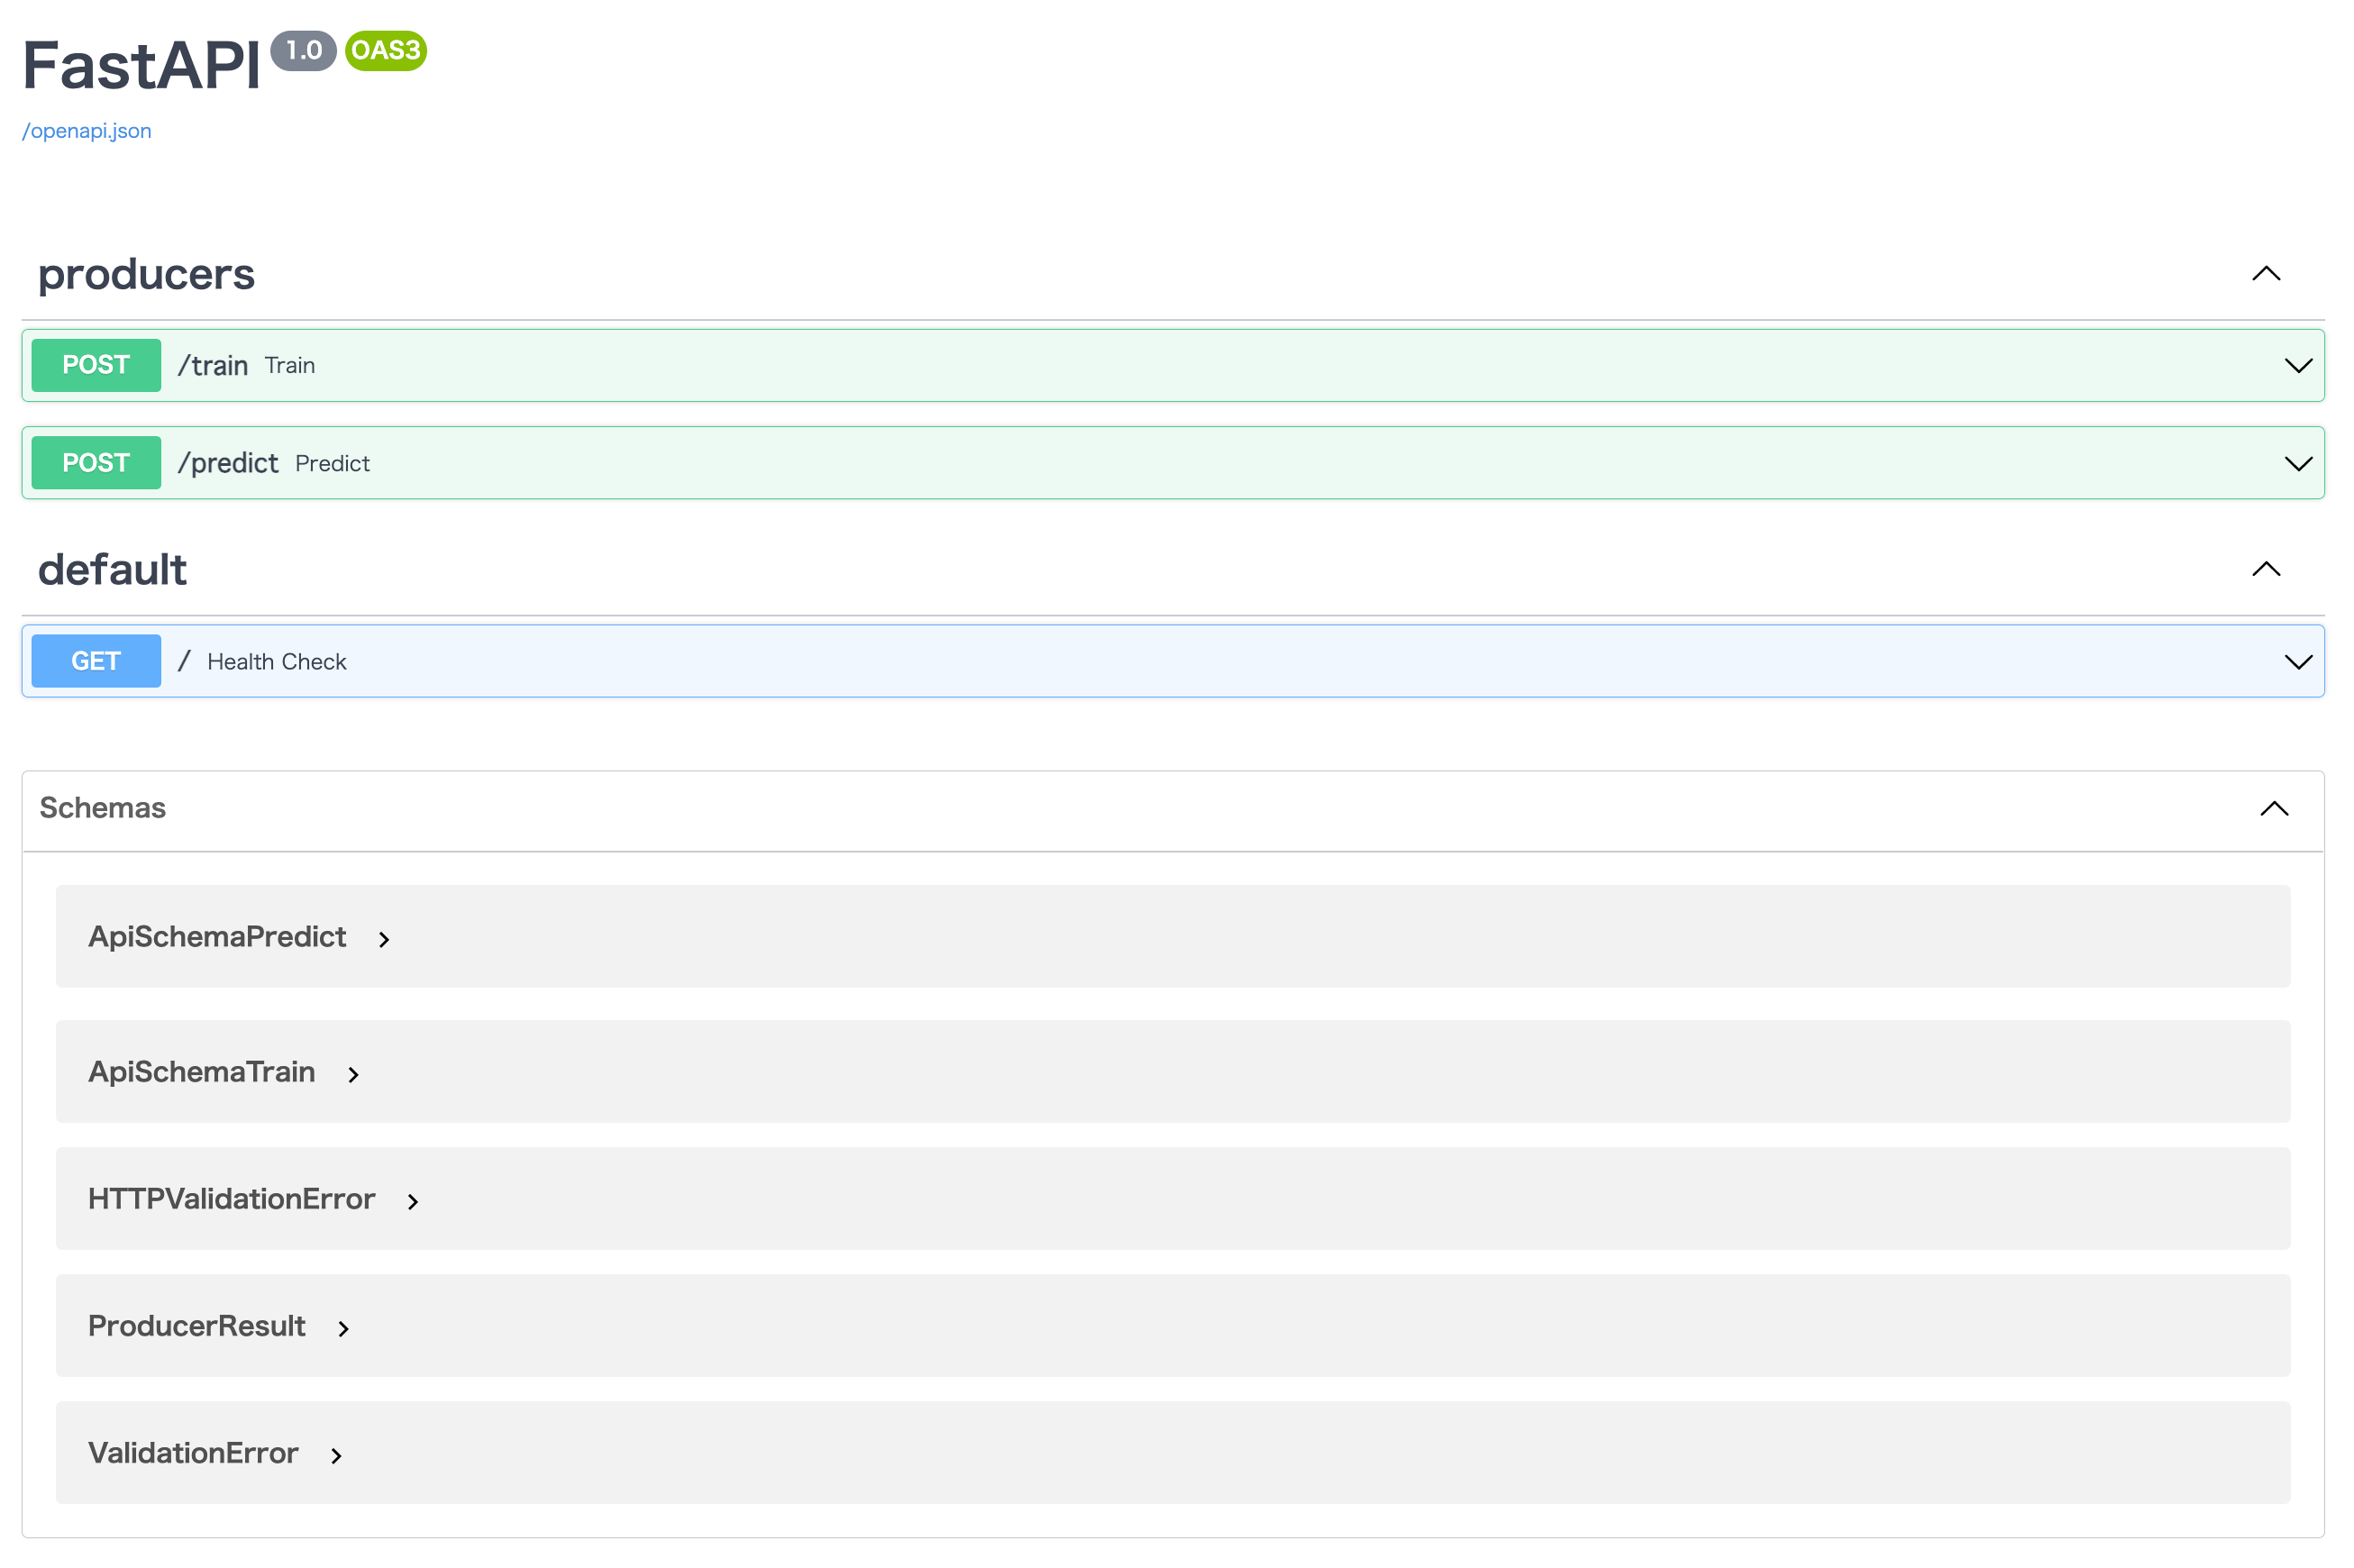 FastAPI 1.0 OAS3
/openapi.json
producers
POST /train Train
POST /predict Predict
default
GET / Health Check
Schemas
ApiSchemaPredict
ApiSchemaTrain
HTTPValidationError
ProducerResult
ValidationError